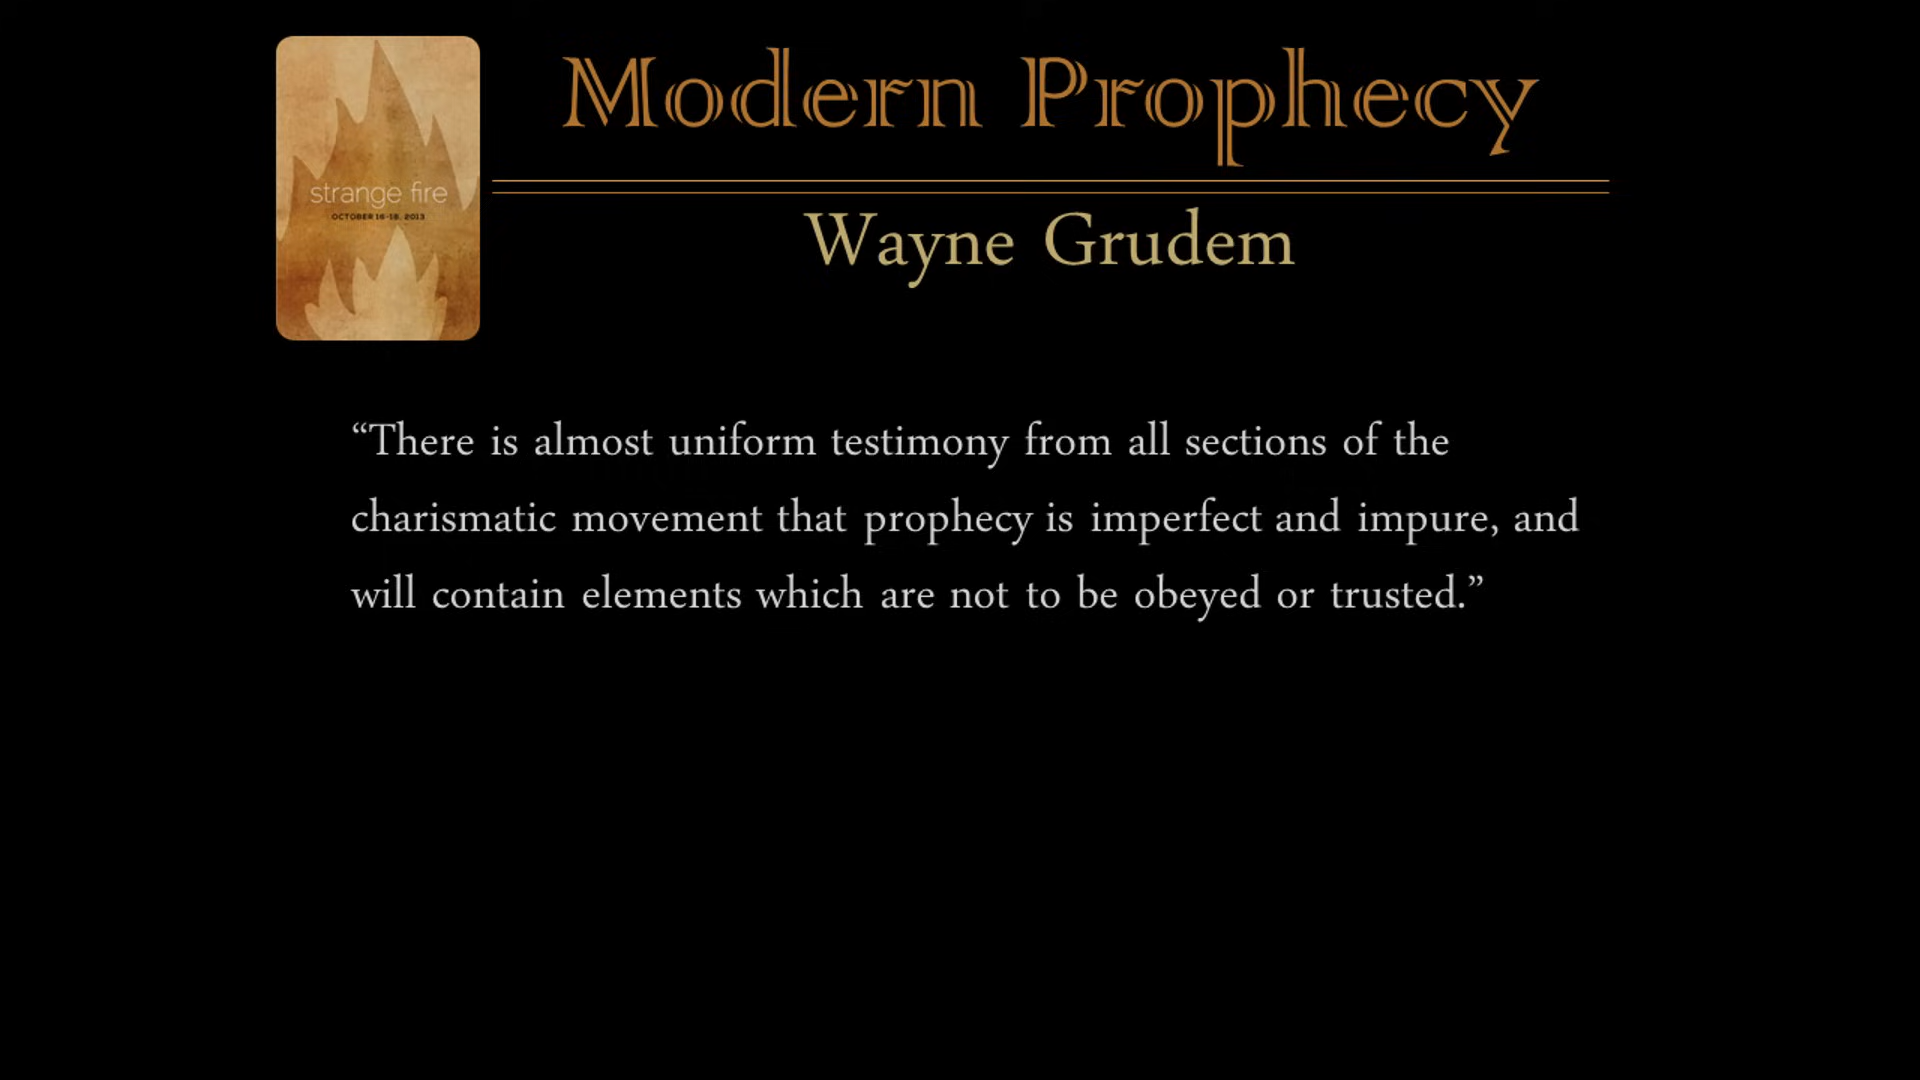 Modern Prophecy
strange fire
OCTOBER 16-18, 2013
Wayne Grudem
“There is almost uniform testimony from all sections of the
charismatic movement that prophecy is imperfect and impure, and
will contain elements which are not to be obeyed or trusted.”